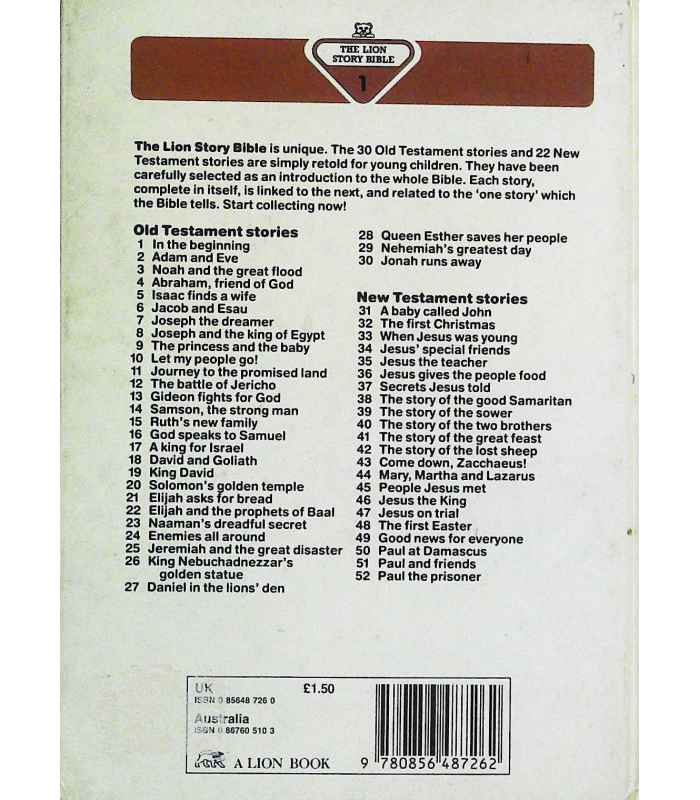 THE LION
STORY BIBLE
1
The Lion Story Bible is unique. The 30 Old Testament stories and 22 New
Testament stories are simply retold for young children. They have been
carefully selected as an introduction to the whole Bible. Each story,
complete in itself, is linked to the next, and related to the ‘one story’ which
the Bible tells. Start collecting now!
Old Testament stories
1 In the beginning
2 Adam and Eve
3 Noah and the great flood
4 Abraham, friend of God
5 Isaac finds a wife
6 Jacob and Esau
7 Joseph the dreamer
8 Joseph and the king of Egypt
9 The princess and the baby
10 Let my people go!
11 Journey to the promised land
12 The battle of Jericho
13 Gideon fights for God
14 Samson, the strong man
15 Ruth’s new family
16 God speaks to Samuel
17 A king for Israel
18 David and Goliath
19 King David
20 Solomon’s golden temple
21 Elijah asks for bread
22 Elijah and the prophets of Baal
23 Naaman’s dreadful secret
24 Enemies all around
25 Jeremiah and the great disaster
26 King Nebuchadnezzar’s
golden statue
27 Daniel in the lions’ den
28 Queen Esther saves her people
29 Nehemiah’s greatest day
30 Jonah runs away
New Testament stories
31 A baby called John
32 The first Christmas
33 When Jesus was young
34 Jesus’ special friends
35 Jesus the teacher
36 Jesus gives the people food
37 Secrets Jesus told
38 The story of the good Samaritan
39 The story of the sower
40 The story of the two brothers
41 The story of the great feast
42 The story of the lost sheep
43 Come down, Zacchaeus!
44 Mary, Martha and Lazarus
45 People Jesus met
46 Jesus the King
47 Jesus on trial
48 The first Easter
49 Good news for everyone
50 Paul at Damascus
51 Paul and friends
52 Paul the prisoner
UK £1.50
ISBN 0 85648 726 0
Australia
ISBN 0 86760 510 3
A LION BOOK
9 780856 487262